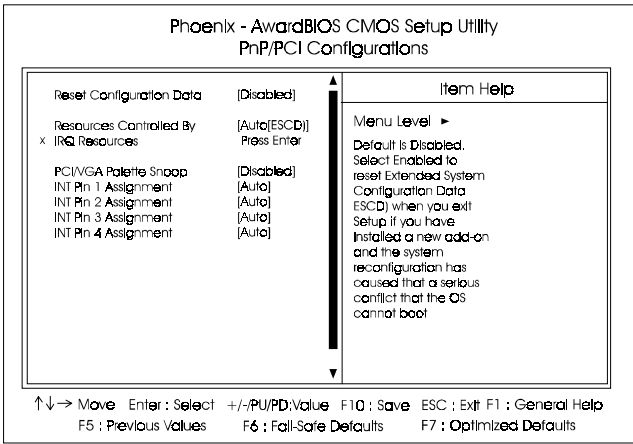 Phoenix - AwardBIOS CMOS Setup Utility
PnP/PCI Configurations
Reset Configuration Data [Disabled]
Resources Controlled By [Auto[ESCD)]
x IRQ Resources Press Enter
PCI/VGA Palette Snoop [Disabled]
INT Pin 1 Assignment [Auto]
INT Pin 2 Assignment [Auto]
INT Pin 3 Assignment [Auto]
INT Pin 4 Assignment [Auto]
Item Help
Menu Level ►
Default is Disabled.
Select Enabled to
reset Extended System
Configuration Data
ESCD) when you exit
Setup if you have
installed a new add-on
and the system
reconfiguration has
caused that a serious
conflict that the OS
cannot boot
↑↓→ Move Enter : Select +/-/PU/PD:Value F10 : Save ESC : Exit F1 : General Help
F5 : Previous Values F6 : Fail-Safe Defaults F7 : Optimized Defaults